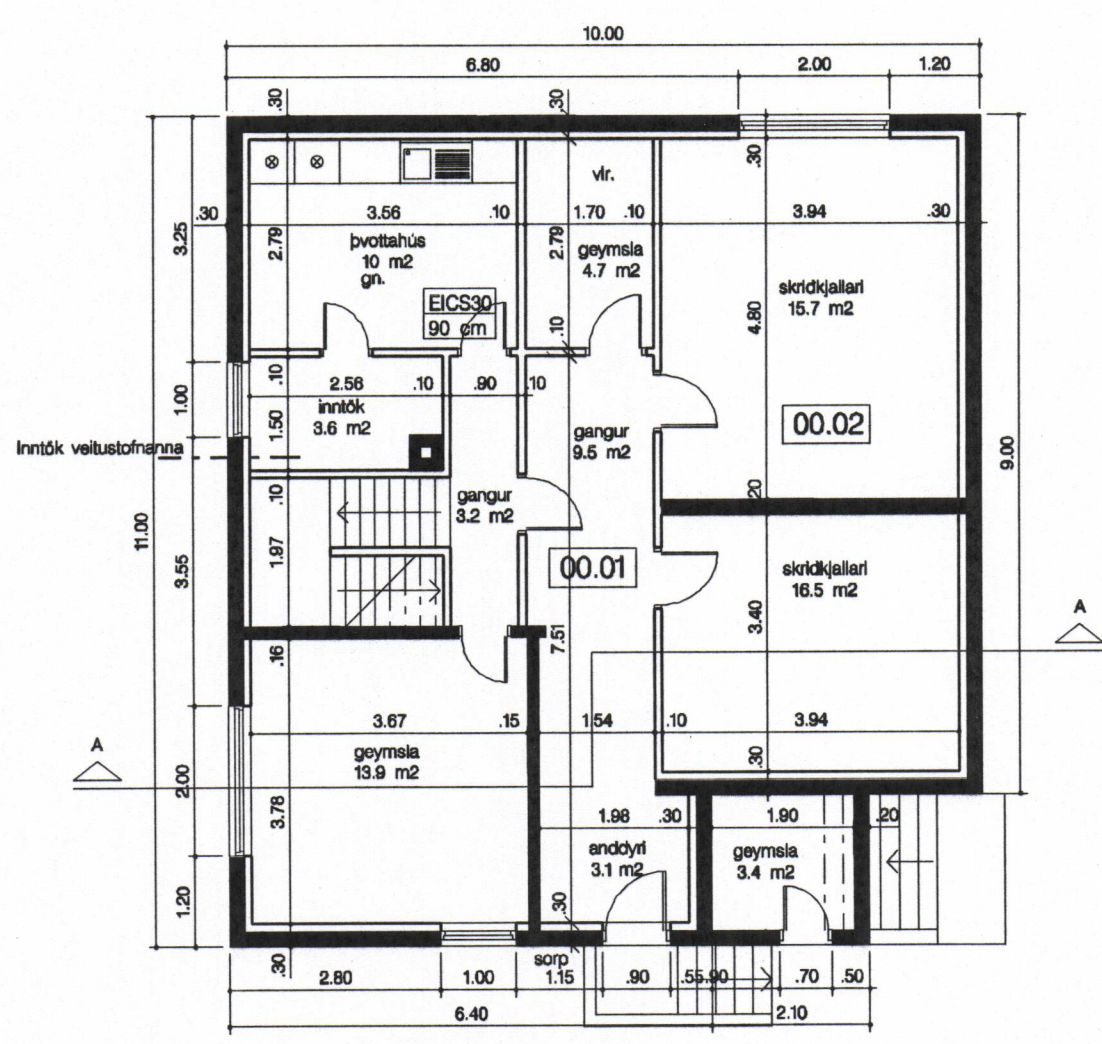 10.00
6.80
2.00
1.20
.30
.30
.30
.30
3.25
3.56
.10
1.70
.10
3.94
.30
vlr.
2.79
þvottahús
10 m2
gn.
2.79
geymsla
4.7 m2
skridkjallari
15.7 m2
EICS30
90 cm
.10
4.80
1.00
.10
2.56
.10
.90
.10
inntök
3.6 m2
1.50
gangur
9.5 m2
00.02
Inntök veitustofnanna
9.00
11.00
.10
gangur
3.2 m2
.20
3.55
1.97
00.01
skridkjallari
16.5 m2
3.40
A
7.51
.16
3.67
.15
1.54
.10
3.94
geymsla
13.9 m2
.30
A
2.00
3.78
1.98
.30
1.90
.20
anddyri
3.1 m2
geymsla
3.4 m2
1.20
.30
sorp
.30
2.80
1.00
1.15
.90
.55
.90
.70
.50
6.40
2.10